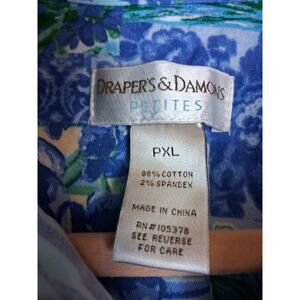 DRAPER'S & DAMON'S
PETITES
PXL
98% COTTON
2% SPANDEX
MADE IN CHINA
RN# 105378
SEE REVERSE
FOR CARE